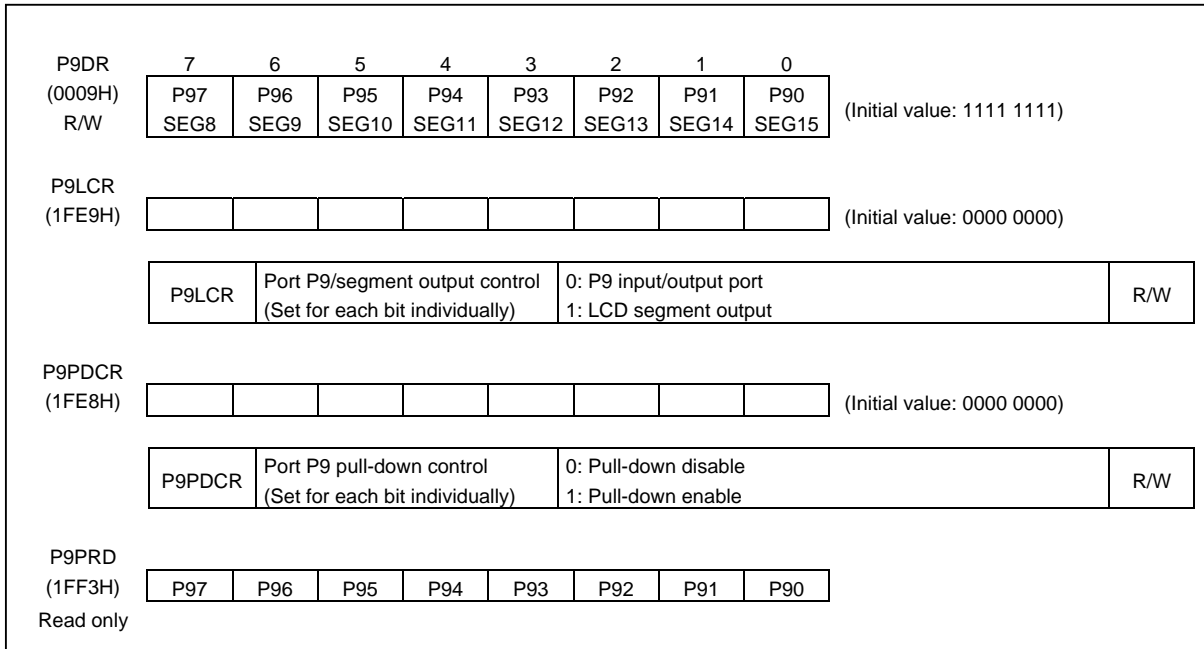 P9DR 7 6 5 4 3 2 1 0
(0009H) P97 P96 P95 P94 P93 P92 P91 P90 (Initial value: 1111 1111)
R/W SEG8 SEG9 SEG10 SEG11 SEG12 SEG13 SEG14 SEG15
P9LCR
(1FE9H) (Initial value: 0000 0000)
P9LCR Port P9/segment output control 0: P9 input/output port R/W
(Set for each bit individually) 1: LCD segment output
P9PDCR
(1FE8H) (Initial value: 0000 0000)
P9PDCR Port P9 pull-down control 0: Pull-down disable R/W
(Set for each bit individually) 1: Pull-down enable
P9PRD
(1FF3H) P97 P96 P95 P94 P93 P92 P91 P90
Read only